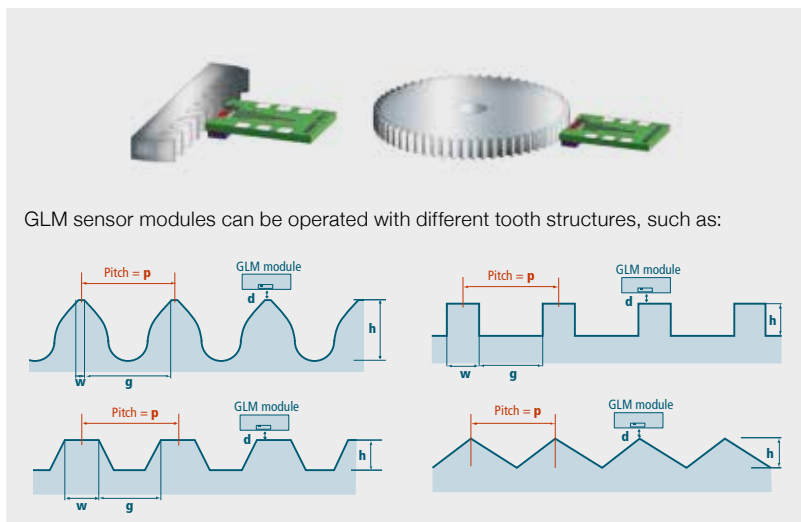 GLM sensor modules can be operated with different tooth structures, such as:
Pitch = p
GLM module
d
h
w
g
Pitch = p
GLM module
d
h
w
g
Pitch = p
GLM module
d
h
w
g
Pitch = p
GLM module
d
h